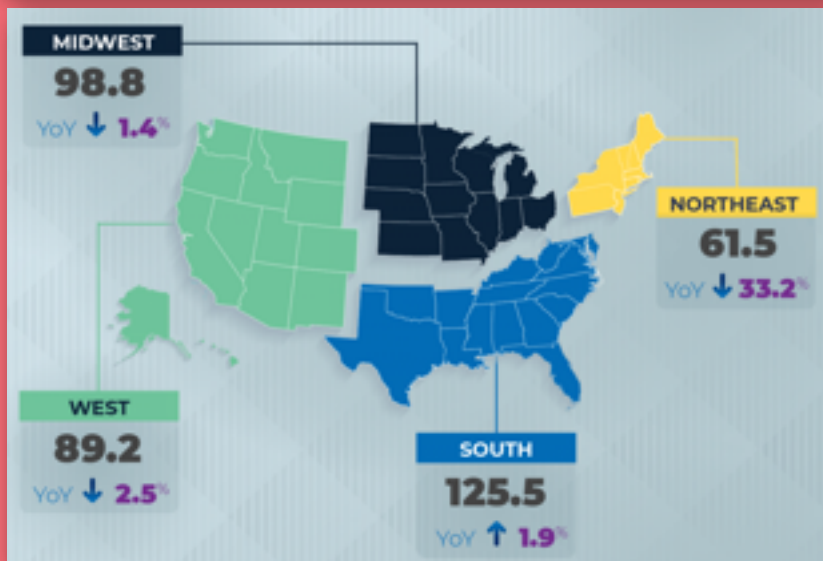 MIDWEST
98.8
YoY ↓ 1.4%
NORTHEAST
61.5
YoY ↓ 33.2%
WEST
89.2
YoY ↓ 2.5%
SOUTH
125.5
YoY ↑ 1.9%